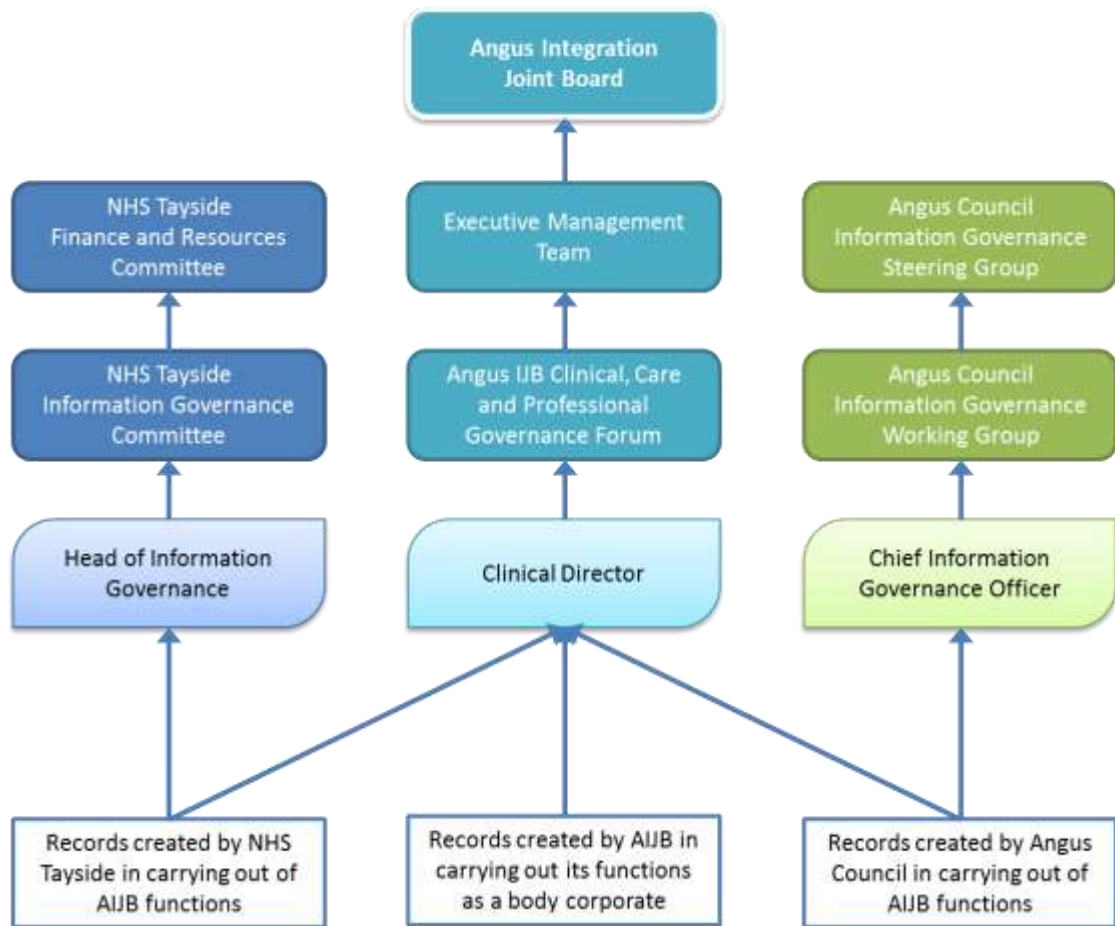 Angus Integration
Joint Board
NHS Tayside
Finance and Resources
Committee
Executive Management
Team
Angus Council
Information Governance
Steering Group
NHS Tayside
Information Governance
Committee
Angus IJB Clinical, Care
and Professional
Governance Forum
Angus Council
Information Governance
Working Group
Head of Information
Governance
Clinical Director
Chief Information
Governance Officer
Records created by NHS
Tayside in carrying out of
AIJB functions
Records created by AIJB in
carrying out its functions
as a body corporate
Records created by Angus
Council in carrying out of
AIJB functions